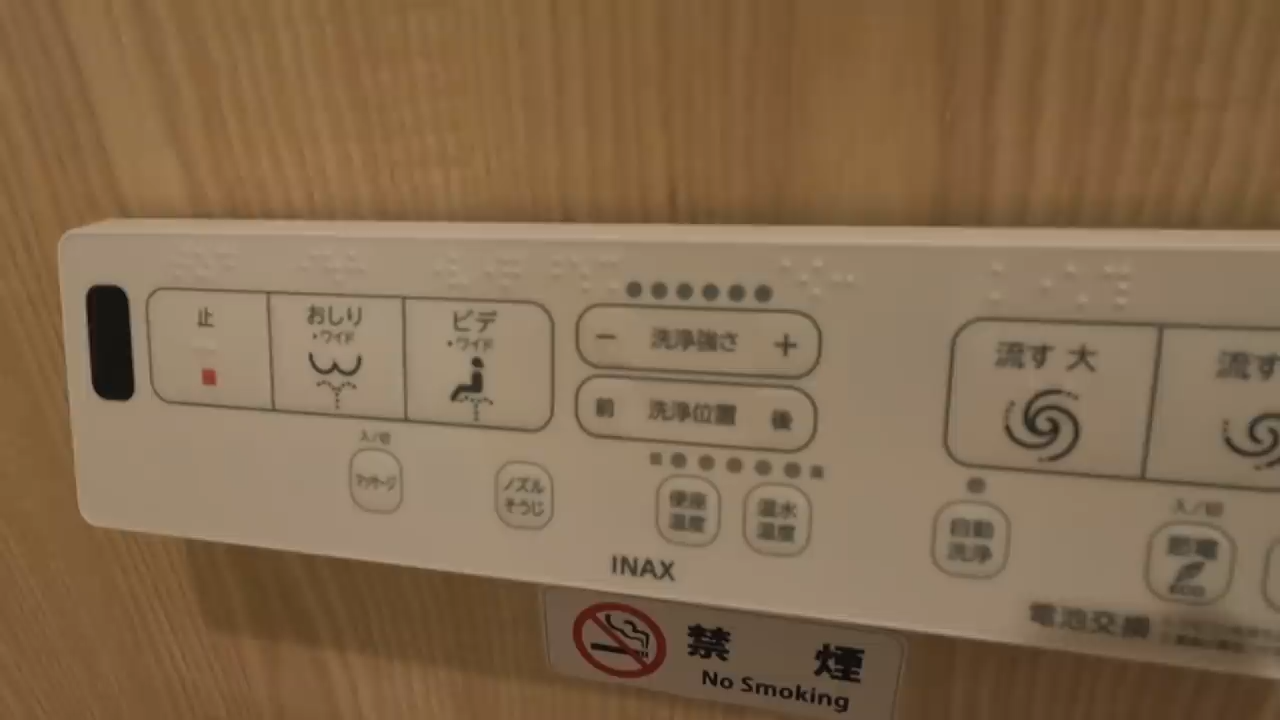 止
おしり
・ワイド
ビデ
・ワイド
− 洗浄強さ +
前 洗浄位置 後
入/切
マッサージ
ノズル
そうじ
便座
温度
温水
温度
INAX
流す 大
流す
自動
洗浄
入/切
節電
ECO
電池交換
禁 煙
No Smoking